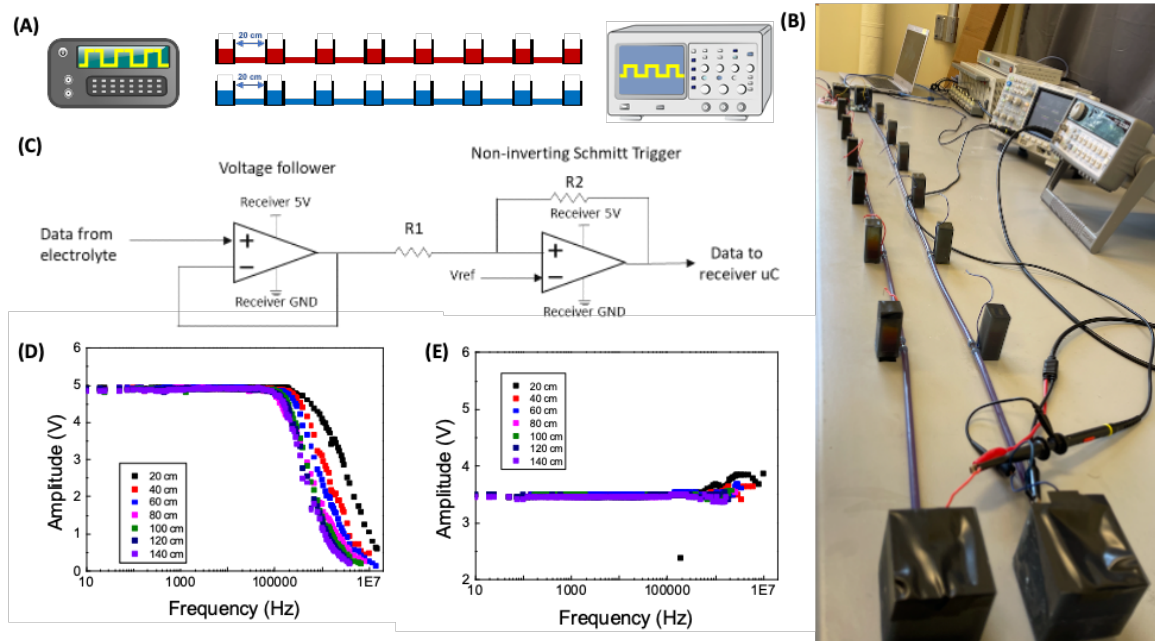 (A)
20 cm
20 cm
(B)
(C)
Voltage follower
Non-inverting Schmitt Trigger
R2
Receiver 5V
Receiver 5V
Data from
electrolyte
R1
Data to
receiver uC
Vref
Receiver GND
Receiver GND
(D)
6
5
4
3
2
1
0
Amplitude (V)
20 cm
40 cm
60 cm
80 cm
100 cm
120 cm
140 cm
10 1000 100000 1E7
Frequency (Hz)
(E)
6
5
4
3
2
Amplitude (V)
20 cm
40 cm
60 cm
80 cm
100 cm
120 cm
140 cm
10 1000 100000 1E7
Frequency (Hz)